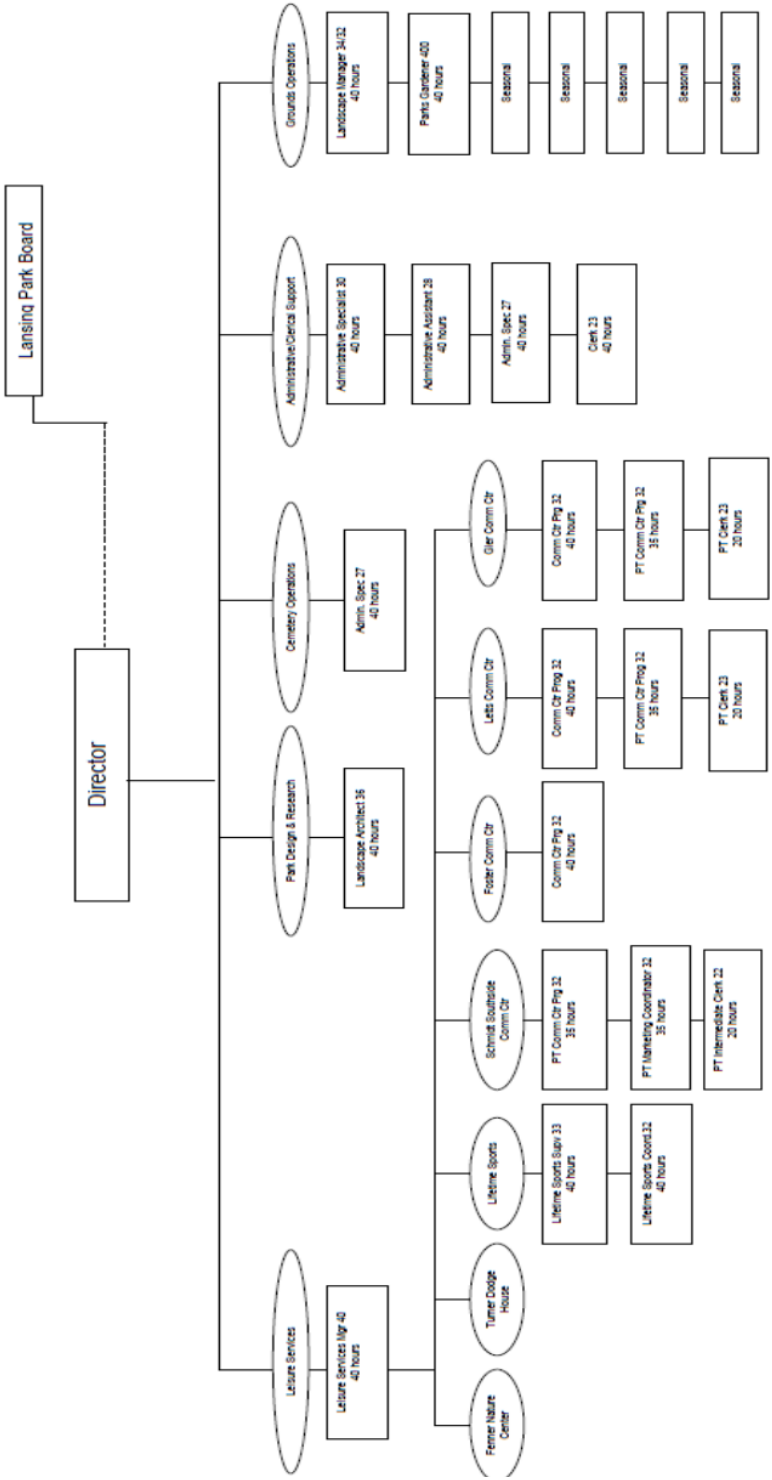 Lansing Park Board
Director
Leisure Services
Leisure Services Mgr 40
40 hours
Park Design & Research
Landscape Architect 36
40 hours
Cemetery Operations
Admin. Spec 27
40 hours
Administrative/Clerical Support
Administrative Specialist 30
40 hours
Administrative Assistant 28
40 hours
Admin. Spec 27
40 hours
Clerk 23
40 hours
Grounds Operations
Landscape Manager 34/32
40 hours
Parks Gardener 400
40 hours
Seasonal
Seasonal
Seasonal
Seasonal
Seasonal
Fenner Nature
Center
Turner Dodge
House
Lifetime Sports
Lifetime Sports Supv 33
40 hours
Lifetime Sports Coord.32
40 hours
Schmidt Southside
Comm Ctr
PT Comm Ctr Prg 32
35 hours
PT Marketing Coordinator 32
35 hours
PT Intermediate Clerk 22
20 hours
Foster Comm Ctr
Comm Ctr Prg 32
40 hours
Letts Comm Ctr
Comm Ctr Prog 32
40 hours
PT Comm Ctr Prog 32
35 hours
PT Clerk 23
20 hours
Gier Comm Ctr
Comm Ctr Prg 32
40 hours
PT Comm Ctr Prg 32
35 hours
PT Clerk 23
20 hours